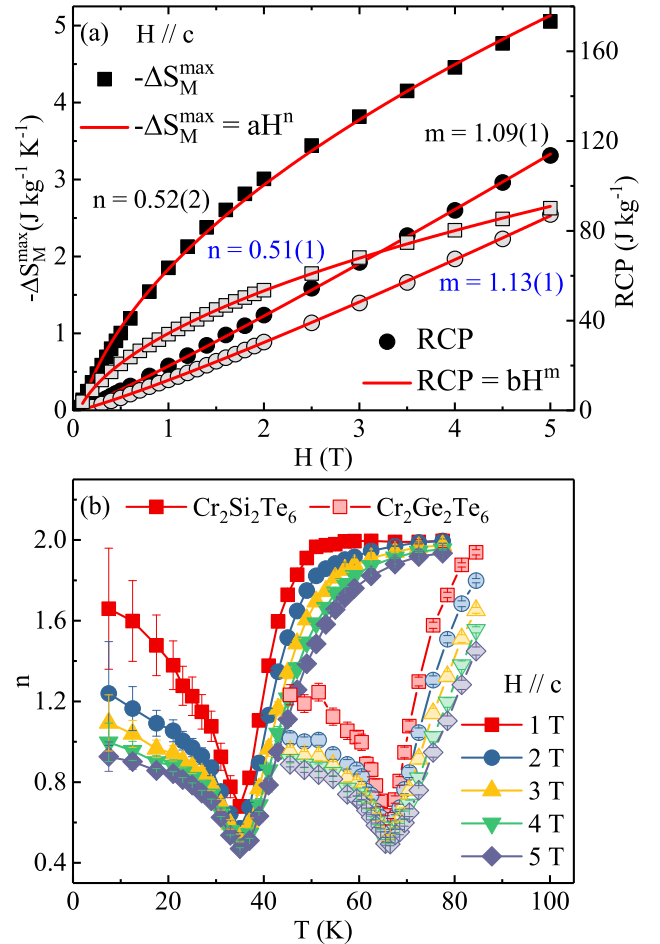 (a) H // c
-ΔS_M^max
-ΔS_M^max = aH^n
n = 0.52(2)
n = 0.51(1)
m = 1.09(1)
m = 1.13(1)
RCP
RCP = bH^m
5
4
3
2
1
0
-ΔS_M^max (J kg^-1 K^-1)
170
140
110
80
40
0
RCP (J kg^-1)
0 1 2 3 4 5
H (T)
(b) Cr₂Si₂Te₆ Cr₂Ge₂Te₆
2.0
1.6
1.2
0.8
0.4
n
H // c
1 T
2 T
3 T
4 T
5 T
0 20 40 60 80 100
T (K)